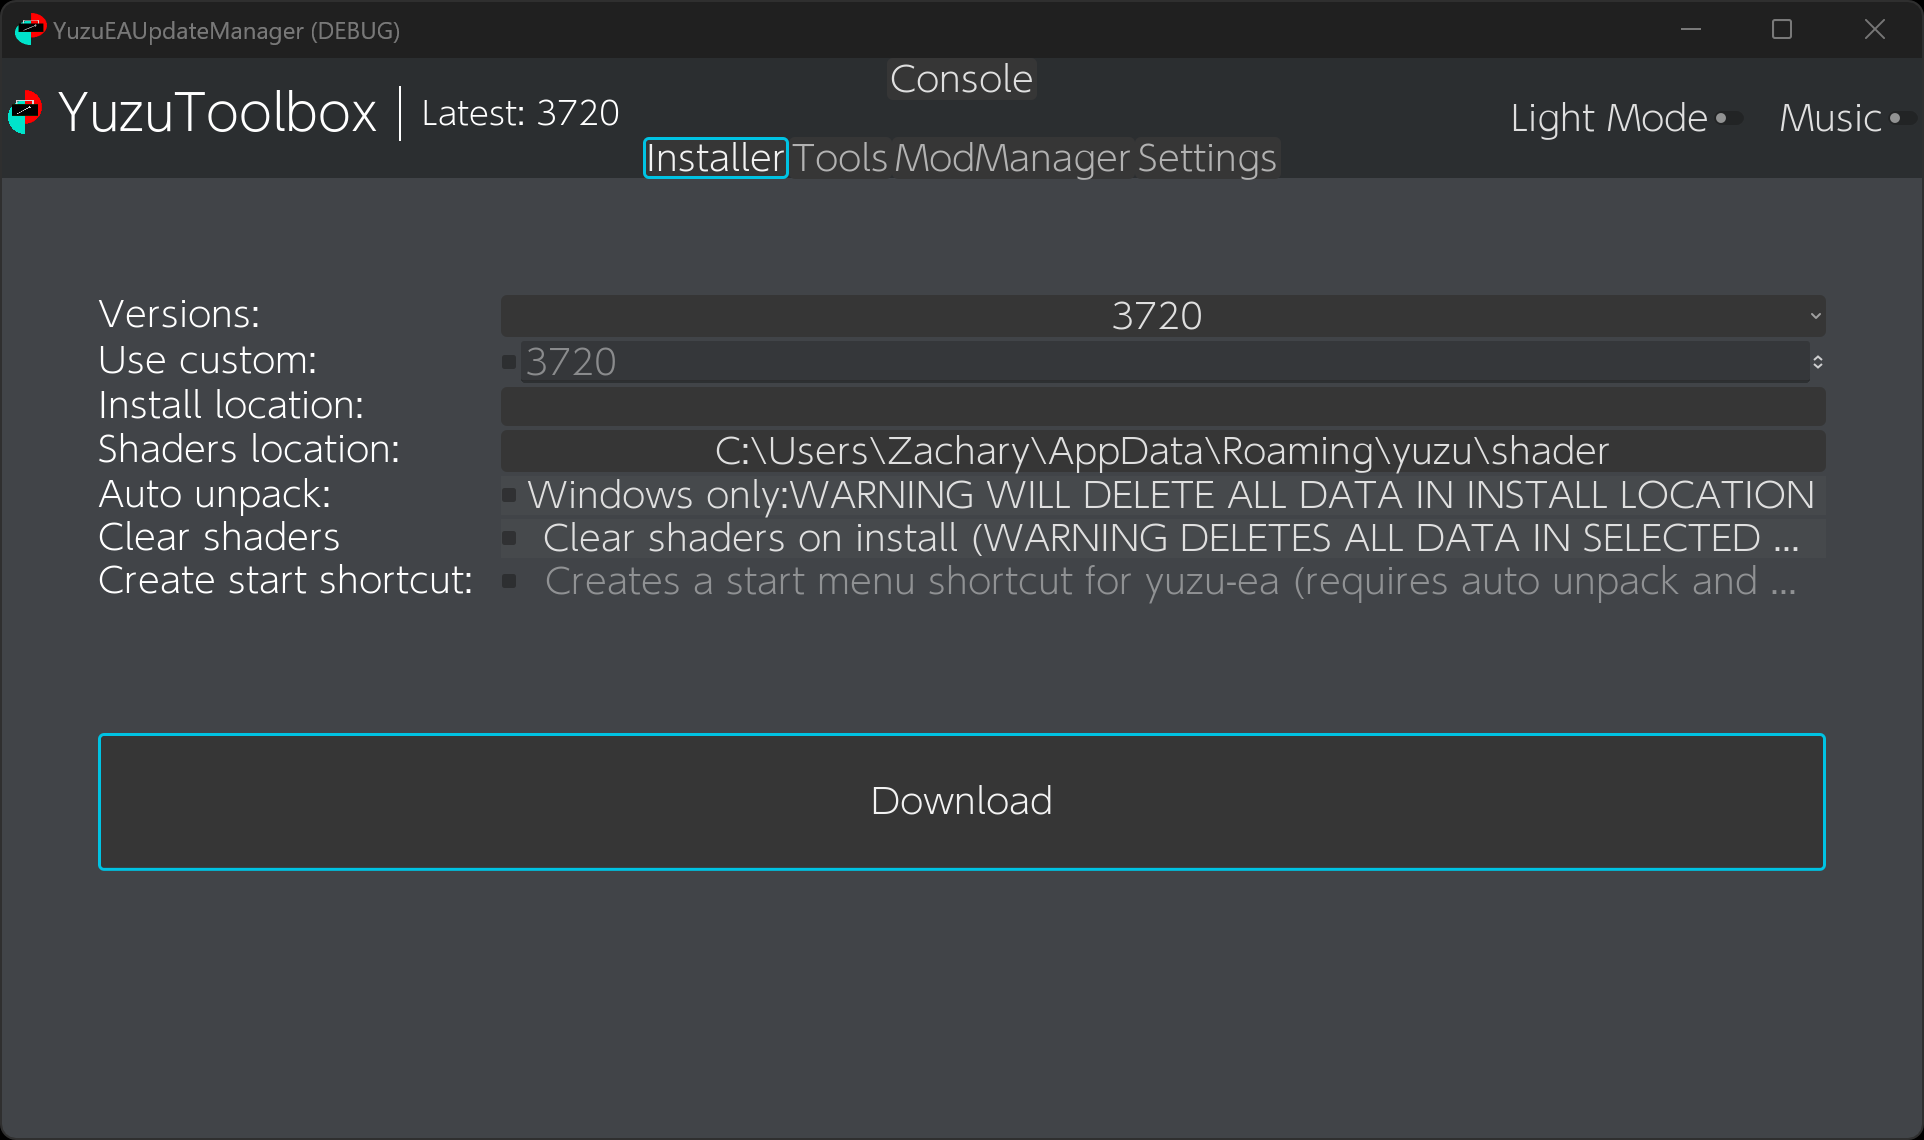 YuzuEAUpdateManager (DEBUG)
Console
YuzuToolbox | Latest: 3720
Light Mode Music
Installer Tools ModManager Settings
Versions: 3720
Use custom: 3720
Install location:
Shaders location: C:\Users\Zachary\AppData\Roaming\yuzu\shader
Auto unpack: Windows only:WARNING WILL DELETE ALL DATA IN INSTALL LOCATION
Clear shaders Clear shaders on install (WARNING DELETES ALL DATA IN SELECTED ...
Create start shortcut: Creates a start menu shortcut for yuzu-ea (requires auto unpack and ...
Download